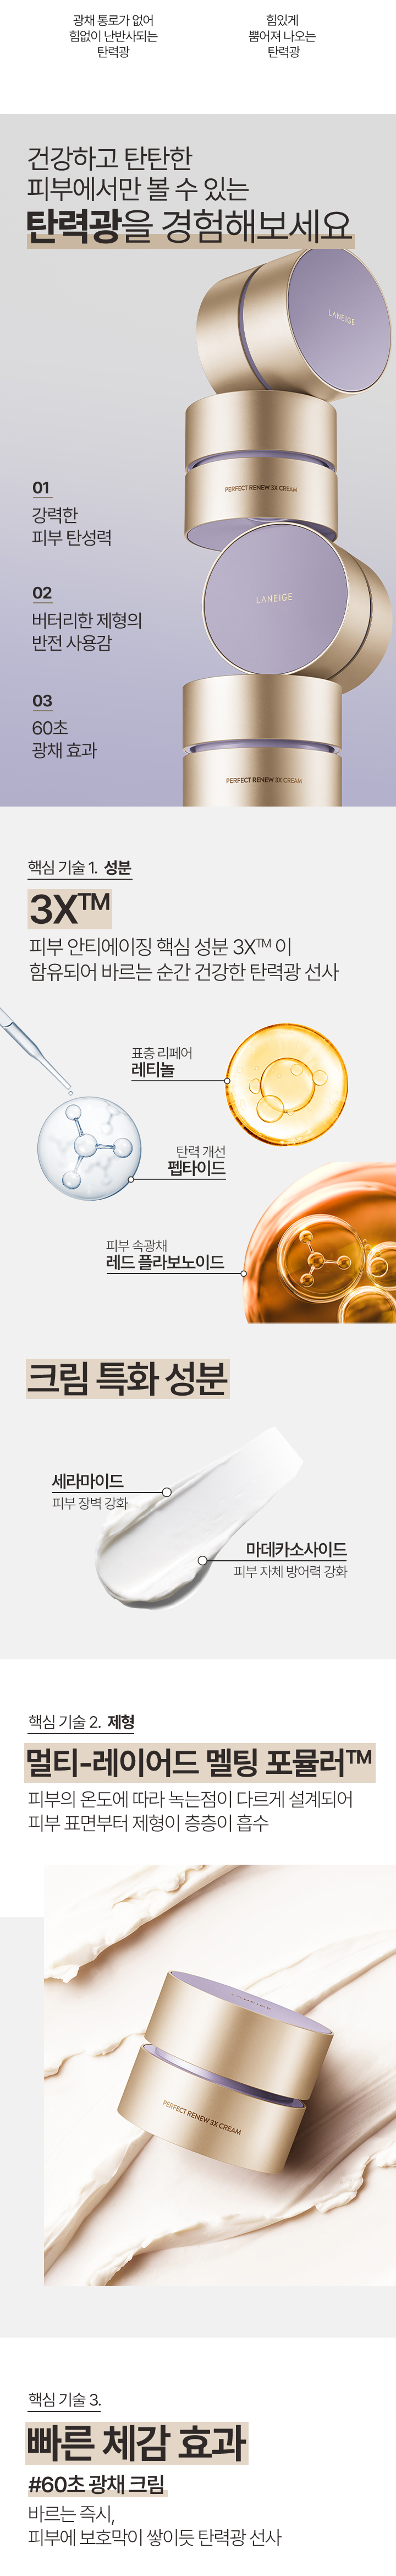 광채 통로가 없어
힘없이 난반사되는
탄력광
힘있게
뿜어져 나오는
탄력광
건강하고 탄탄한
피부에서만 볼 수 있는
탄력광을 경험해보세요
LANEIGE
PERFECT RENEW 3X CREAM
LANEIGE
PERFECT RENEW 3X CREAM
01
강력한
피부 탄성력
02
버터리한 제형의
반전 사용감
03
60초
광채 효과
핵심 기술 1. 성분
3X™
피부 안티에이징 핵심 성분 3X™ 이
함유되어 바르는 순간 건강한 탄력광 선사
표층 리페어
레티놀
탄력 개선
펩타이드
피부 속광채
레드 플라보노이드
크림 특화 성분
세라마이드
피부 장벽 강화
마데카소사이드
피부 자체 방어력 강화
핵심 기술 2. 제형
멀티-레이어드 멜팅 포뮬러™
피부의 온도에 따라 녹는점이 다르게 설계되어
피부 표면부터 제형이 층층이 흡수
PERFECT RENEW 3X CREAM
핵심 기술 3.
빠른 체감 효과
#60초 광채 크림
바르는 즉시,
피부에 보호막이 쌓이듯 탄력광 선사